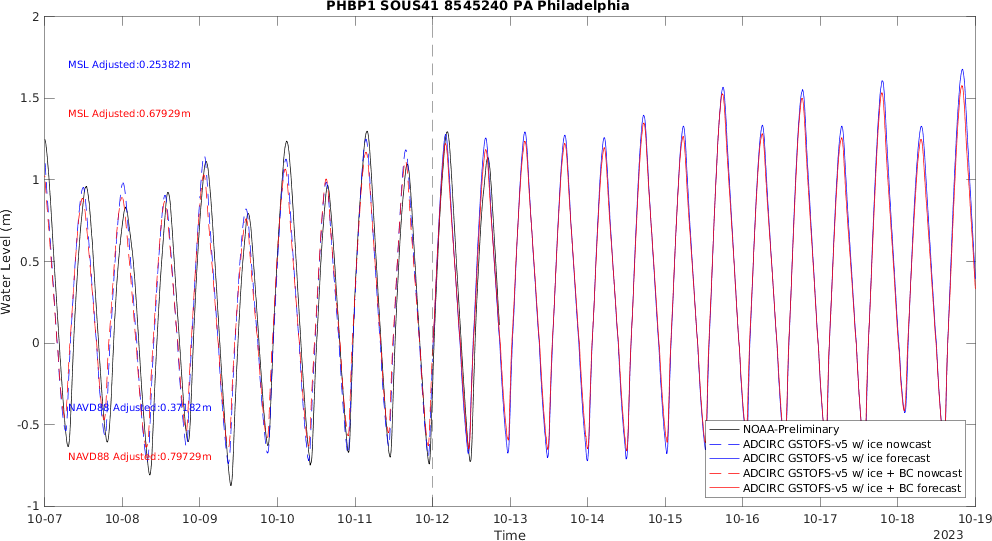 PHBP1 SOUS41 8545240 PA Philadelphia
2
1.5
1
0.5
0
-0.5
-1
Water Level (m)
MSL Adjusted:0.25382m
MSL Adjusted:0.67929m
NAVD88 Adjusted:0.37182m
NAVD88 Adjusted:0.79729m
NOAA-Preliminary
ADCIRC GSTOFS-v5 w/ ice nowcast
ADCIRC GSTOFS-v5 w/ ice forecast
ADCIRC GSTOFS-v5 w/ ice + BC nowcast
ADCIRC GSTOFS-v5 w/ ice + BC forecast
10-07 10-08 10-09 10-10 10-11 10-12 10-13 10-14 10-15 10-16 10-17 10-18 10-19
Time
2023